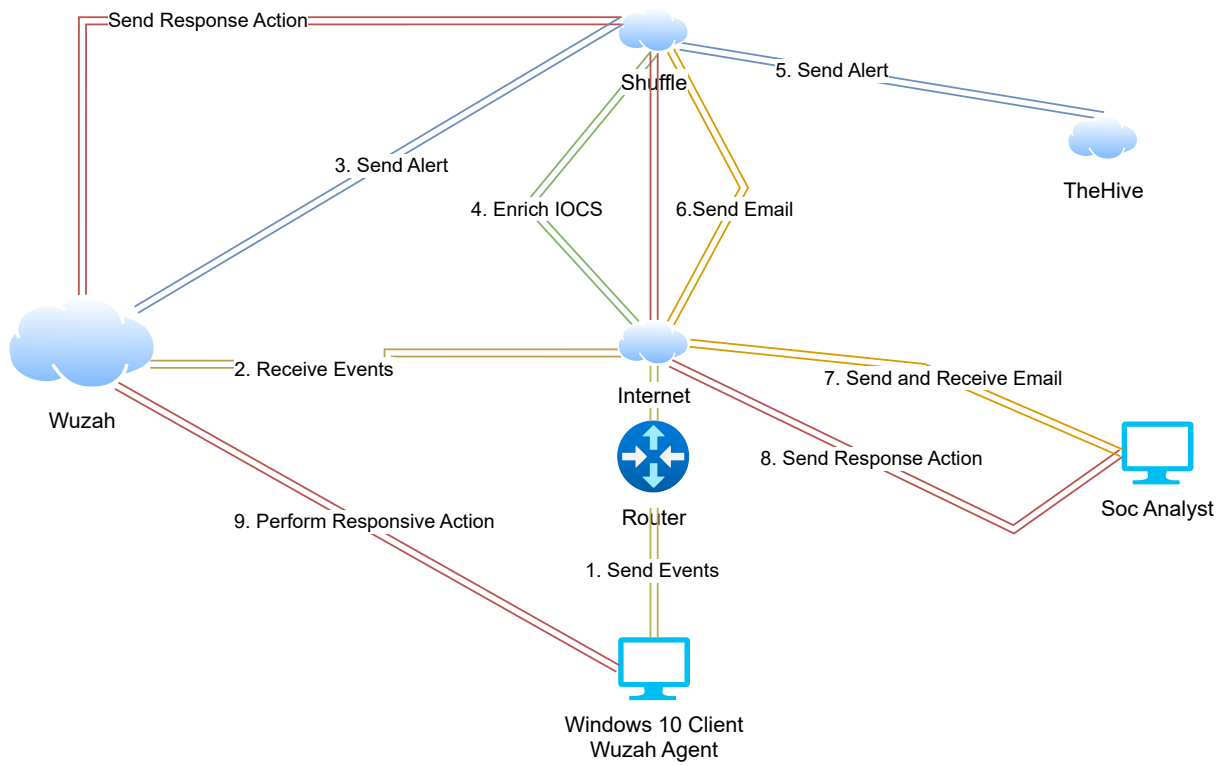 Send Response Action
Shuffle
5. Send Alert
3. Send Alert
TheHive
4. Enrich IOCS
6.Send Email
2. Receive Events
7. Send and Receive Email
Internet
Wuzah
8. Send Response Action
Soc Analyst
9. Perform Responsive Action
Router
1. Send Events
Windows 10 Client
Wuzah Agent